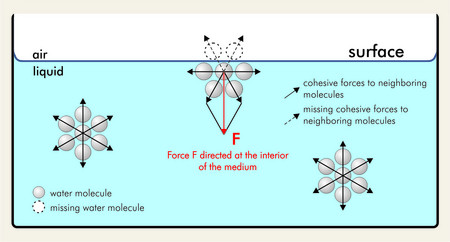 air
surface
liquid
cohesive forces to neighboring
molecules
missing cohesive forces to
neighboring molecules
F
Force F directed at the interior
of the medium
water molecule
missing water molecule